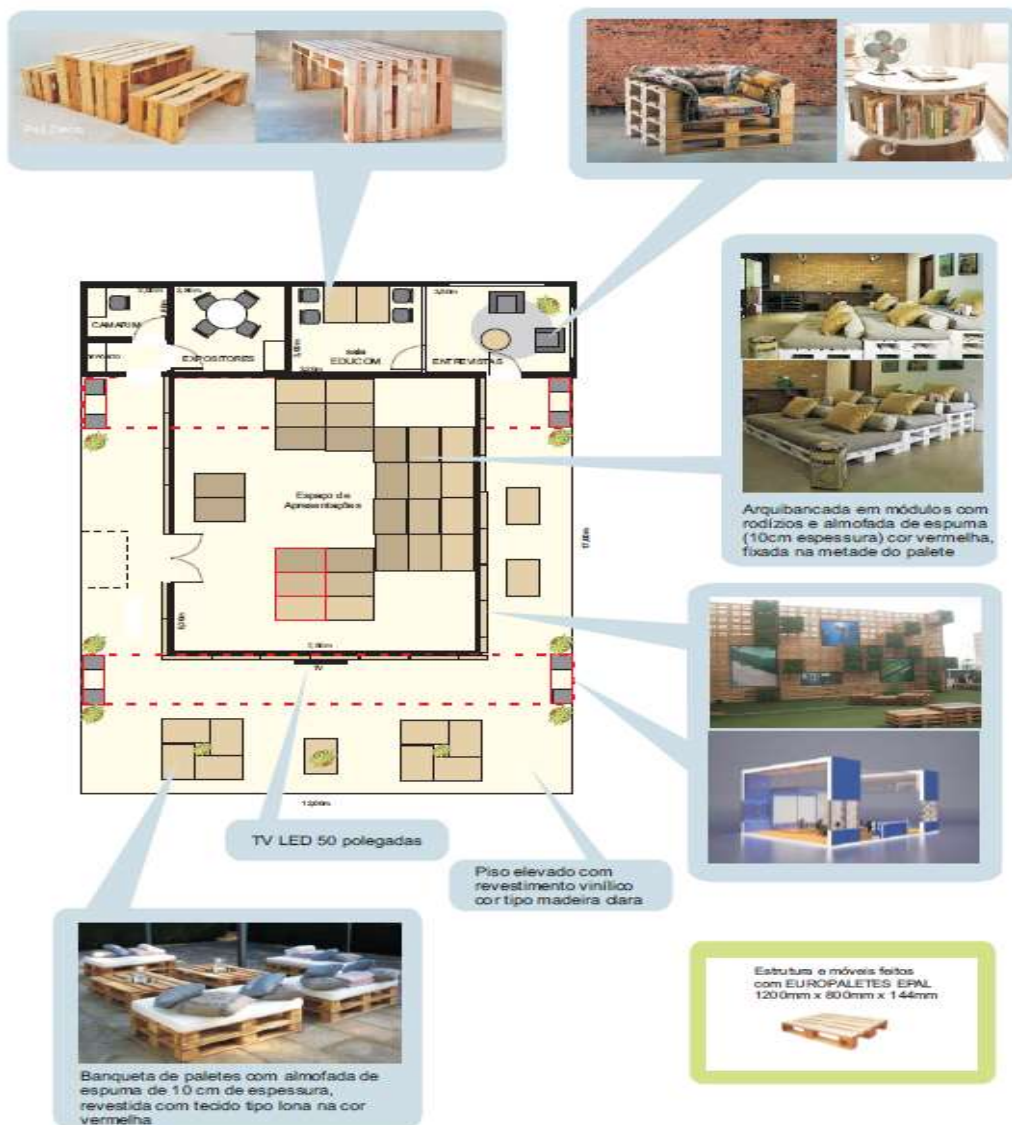 CAMARIM
EXPOSITORES
sala
EDUCOM
ENTREVISTAS
Espaço de
Apresentações
Arquibancada em módulos com
rodízios e almofada de espuma
(10cm espessura) cor vermelha,
fixada na metade do palete
TV
TV LED 50 polegadas
Piso elevado com
revestimento vinílico
cor tipo madeira clara
Estrutura e móveis feitos
com EUROPALETES EPAL
1200mm x 800mm x 144mm
Banqueta de paletes com almofada de
espuma de 10 cm de espessura,
revestida com tecido tipo lona na cor
vermelha